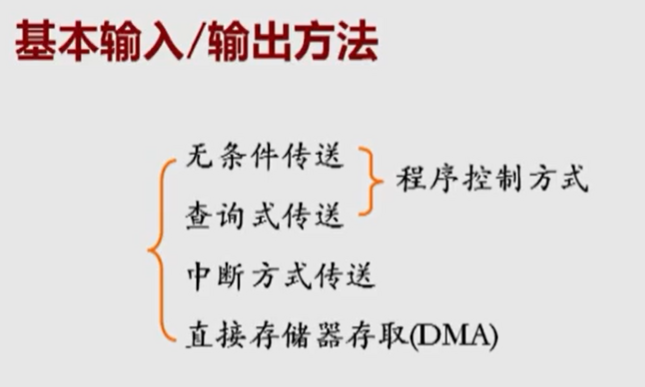 基本输入/输出方法
无条件传送
查询式传送
程序控制方式
中断方式传送
直接存储器存取(DMA)